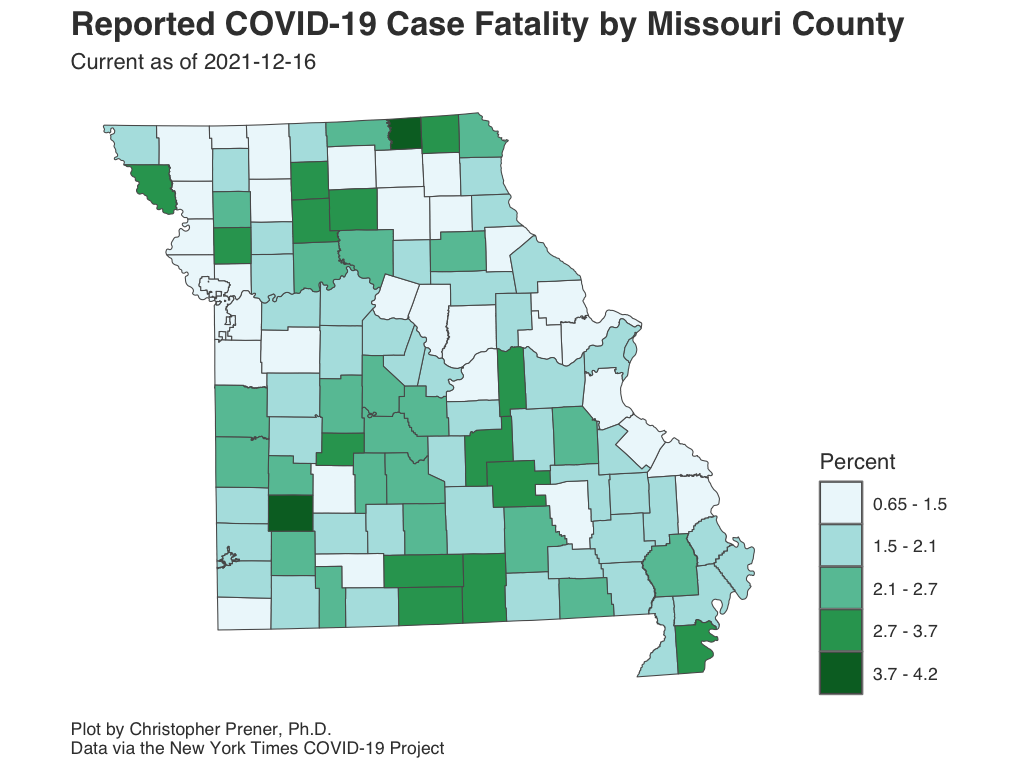 Reported COVID-19 Case Fatality by Missouri County
Current as of 2021-12-16
Percent
0.65 - 1.5
1.5 - 2.1
2.1 - 2.7
2.7 - 3.7
3.7 - 4.2
Plot by Christopher Prener, Ph.D.
Data via the New York Times COVID-19 Project